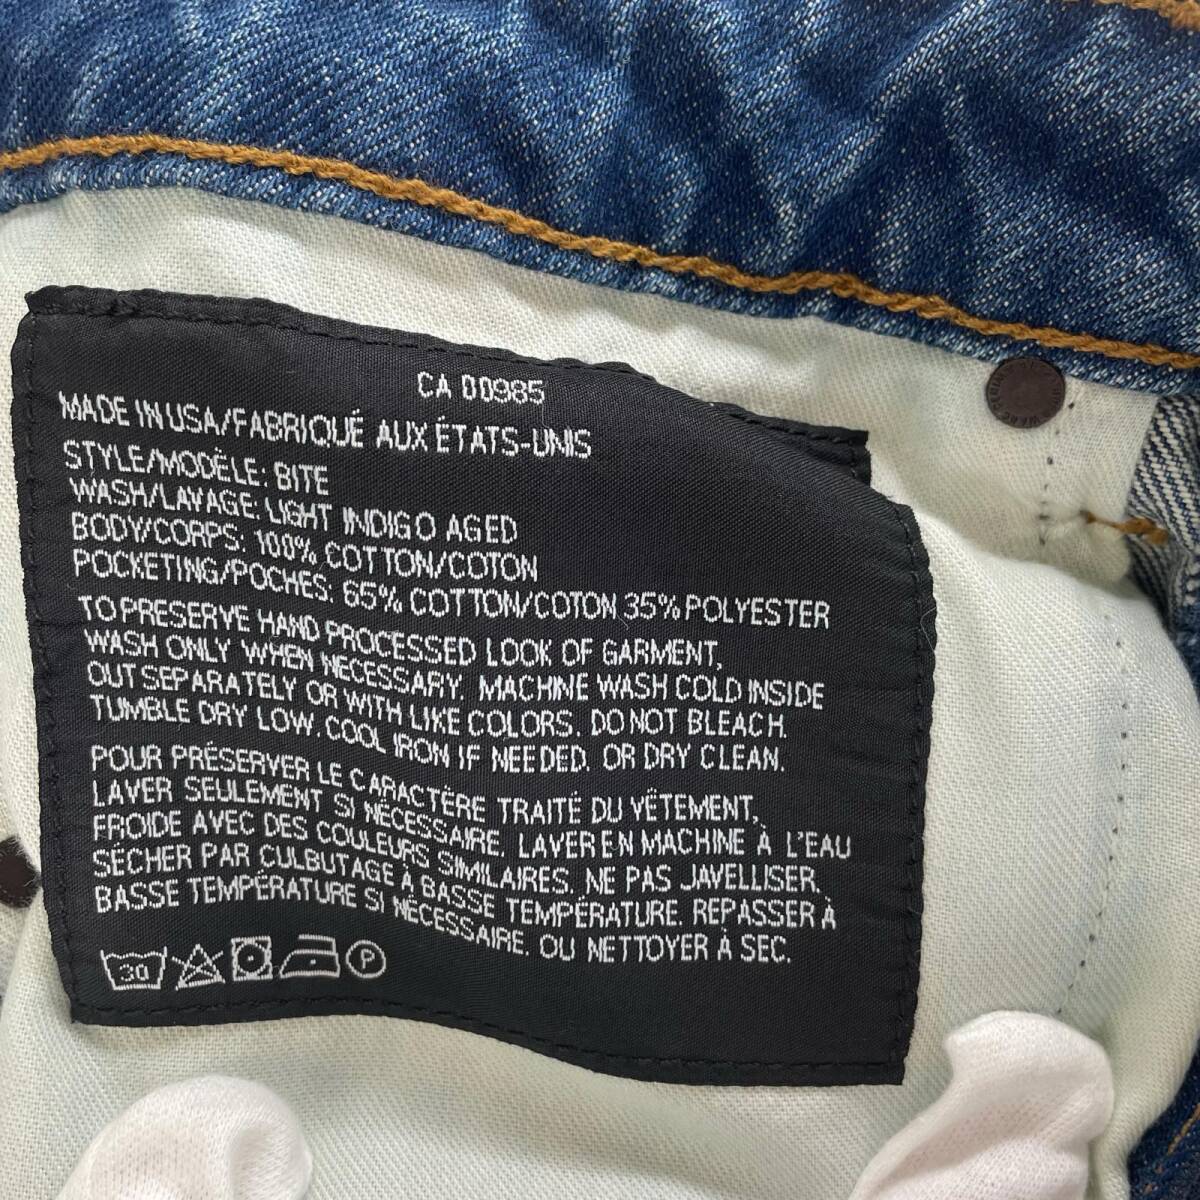 CA 00985
MADE IN USA/FABRIQUÉ AUX ÉTATS-UNIS
STYLE/MODÈLE: BITE
WASH/LAVAGE: LIGHT INDIGO AGED
BODY/CORPS: 100% COTTON/COTON
POCKETING/POCHES: 65% COTTON/COTON 35% POLYESTER
TO PRESERVE HAND PROCESSED LOOK OF GARMENT,
WASH ONLY WHEN NECESSARY. MACHINE WASH COLD INSIDE
OUT SEPARATELY OR WITH LIKE COLORS. DO NOT BLEACH.
TUMBLE DRY LOW. COOL IRON IF NEEDED. OR DRY CLEAN.
POUR PRÉSERVER LE CARACTÈRE TRAITÉ DU VÊTEMENT,
LAVER SEULEMENT SI NÉCESSAIRE. LAVER EN MACHINE À L'EAU
FROIDE AVEC DES COULEURS SIMILAIRES. NE PAS JAVELLISER.
SÉCHER PAR CULBUTAGE À BASSE TEMPÉRATURE. REPASSER À
BASSE TEMPÉRATURE SI NÉCESSAIRE. OU NETTOYER À SEC.
30 P